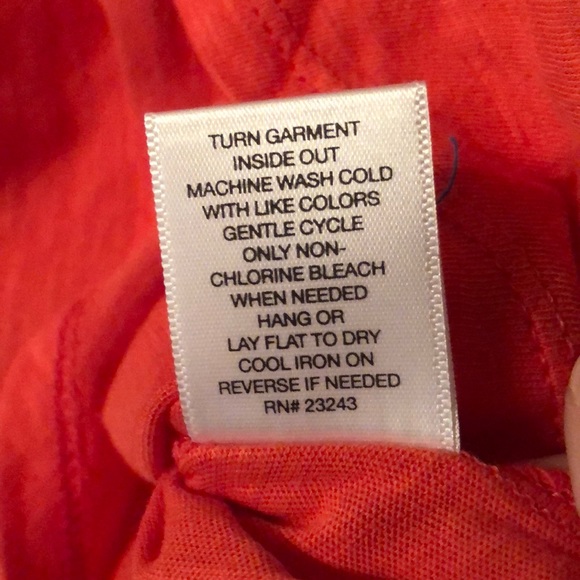 TURN GARMENT
INSIDE OUT
MACHINE WASH COLD
WITH LIKE COLORS
GENTLE CYCLE
ONLY NON-
CHLORINE BLEACH
WHEN NEEDED
HANG OR
LAY FLAT TO DRY
COOL IRON ON
REVERSE IF NEEDED
RN# 23243